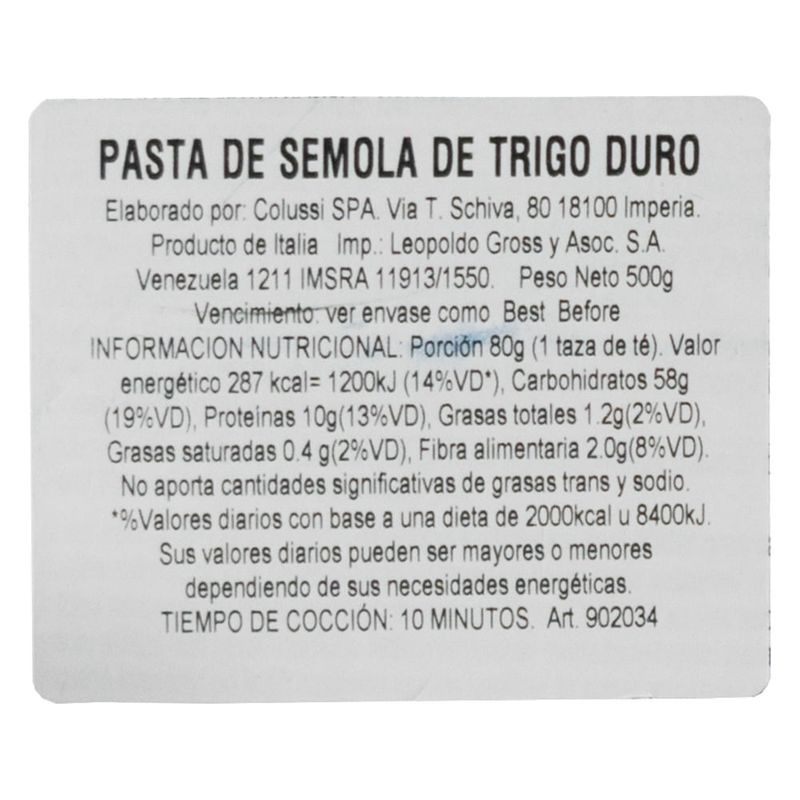 PASTA DE SEMOLA DE TRIGO DURO
Elaborado por: Colussi SPA. Via T. Schiva, 80 18100 Imperia.
Producto de Italia Imp.: Leopoldo Gross y Asoc. S.A.
Venezuela 1211 IMSRA 11913/1550. Peso Neto 500g
Vencimiento: ver envase como Best Before
INFORMACION NUTRICIONAL: Porción 80g (1 taza de té). Valor
energético 287 kcal= 1200kJ (14%VD*), Carbohidratos 58g
(19%VD), Proteínas 10g(13%VD), Grasas totales 1.2g(2%VD),
Grasas saturadas 0.4 g(2%VD), Fibra alimentaria 2.0g(8%VD).
No aporta cantidades significativas de grasas trans y sodio.
*%Valores diarios con base a una dieta de 2000kcal u 8400kJ.
Sus valores diarios pueden ser mayores o menores
dependiendo de sus necesidades energéticas.
TIEMPO DE COCCIÓN: 10 MINUTOS. Art. 902034